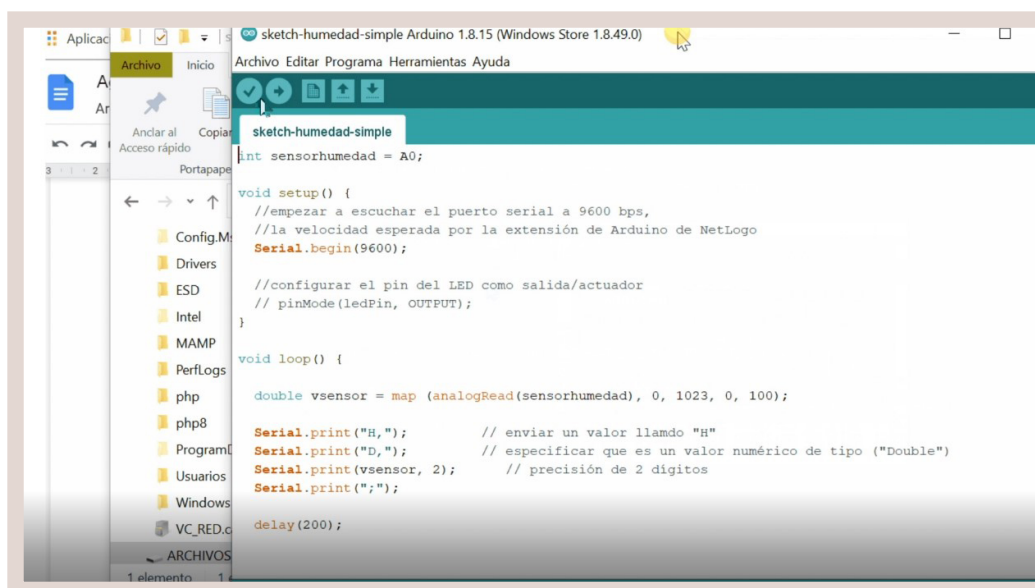 Aplicac
sketch-humedad-simple Arduino 1.8.15 (Windows Store 1.8.49.0)
Archivo
Inicio
Archivo Editar Programa Herramientas Ayuda
Anclar al
Acceso rápido
Copiar
Portapape
sketch-humedad-simple
3 2
Config.Ms
Drivers
ESD
Intel
MAMP
PerfLogs
php
php8
ProgramD
Usuarios
Windows
VC_RED.c
ARCHIVOS
1 elemento
int sensorhumedad = A0;
void setup() {
//empezar a escuchar el puerto serial a 9600 bps,
//la velocidad esperada por la extensión de Arduino de NetLogo
Serial.begin(9600);
//configurar el pin del LED como salida/actuador
// pinMode(ledPin, OUTPUT);
}
void loop() {
double vsensor = map (analogRead(sensorhumedad), 0, 1023, 0, 100);
Serial.print("H,"); // enviar un valor llamdo "H"
Serial.print("D,"); // especificar que es un valor numérico de tipo ("Double")
Serial.print(vsensor, 2); // precisión de 2 dígitos
Serial.print(";");
delay(200);